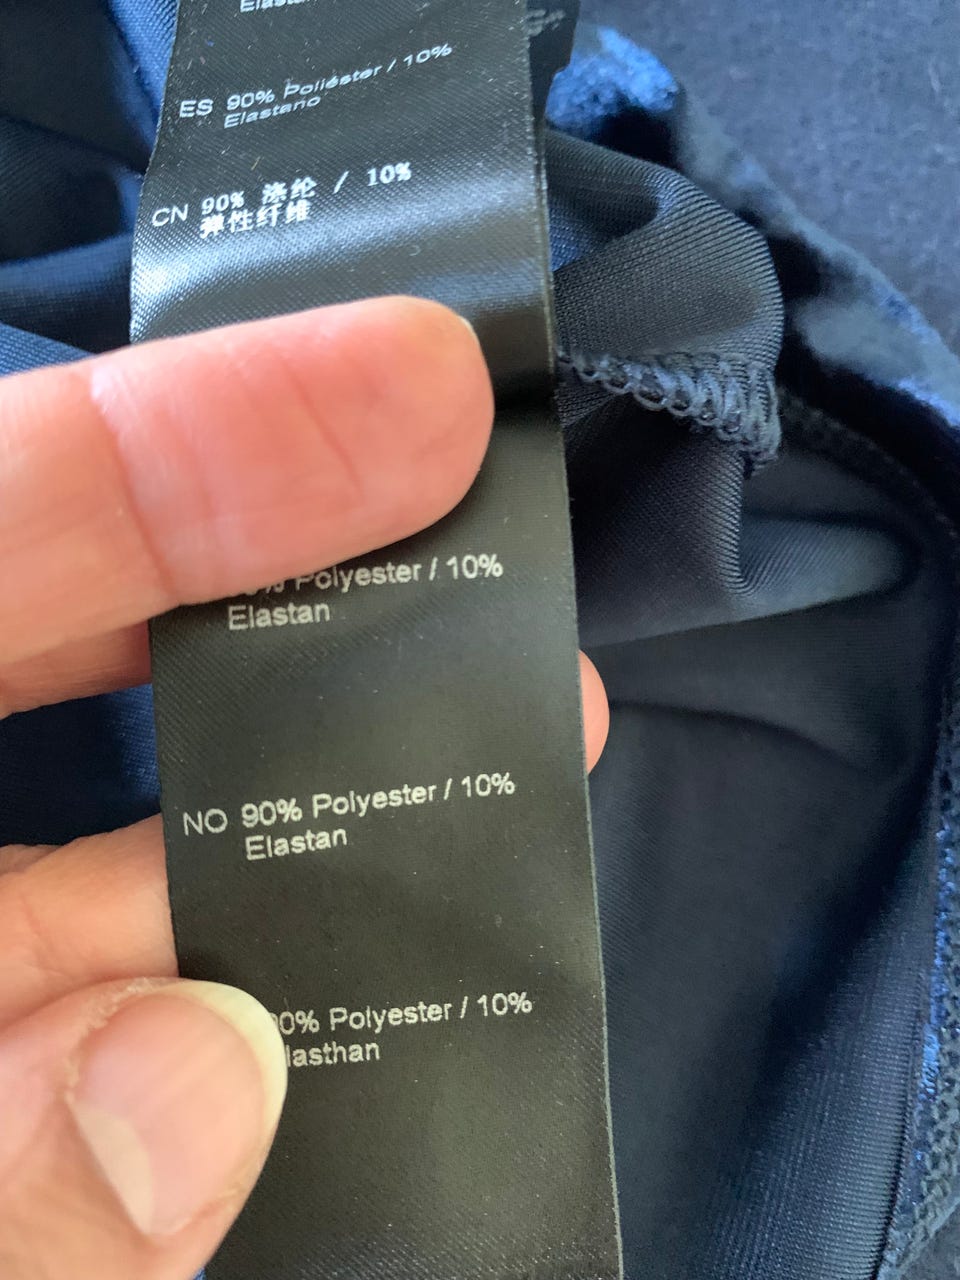 Elastan
ES 90% Poliéster / 10%
Elastano
CN 90% 涤纶 / 10%
弹性纤维
Polyester / 10%
Elastan
NO 90% Polyester / 10%
Elastan
Polyester / 10%